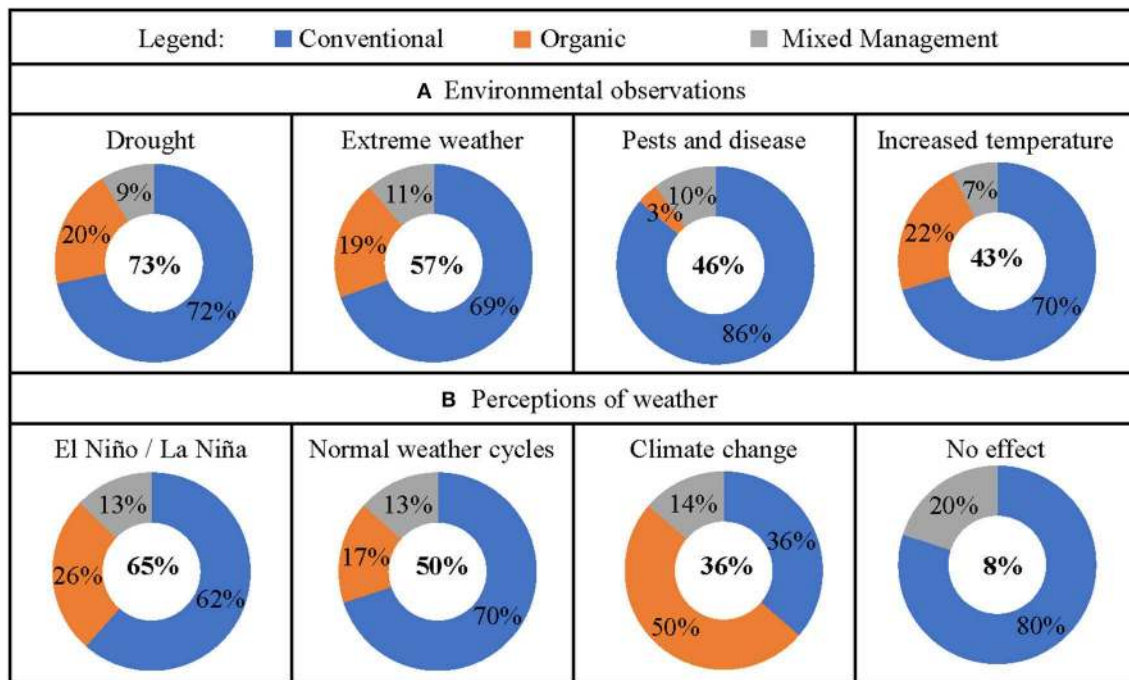 Legend: Conventional Organic Mixed Management
A Environmental observations
Drought Extreme weather Pests and disease Increased temperature
9% 11% 10% 7%
20% 19% 3% 22%
73% 57% 46% 43%
72% 69% 86% 70%
B Perceptions of weather
El Niño / La Niña Normal weather cycles Climate change No effect
13% 13% 14% 20%
26% 17% 50% 
65% 50% 36% 8%
62% 70% 36% 80%